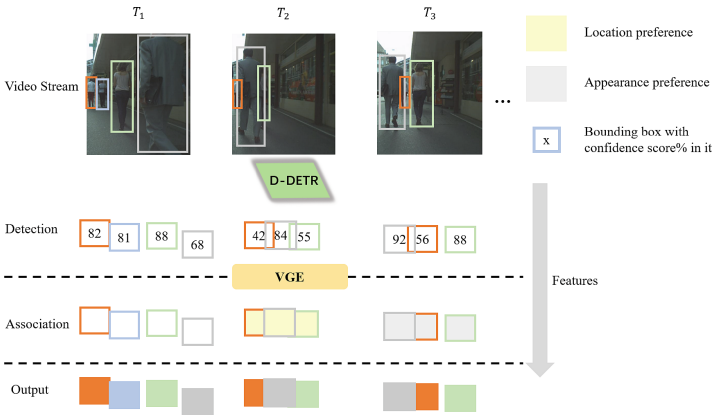 T₁ T₂ T₃
Location preference
Video Stream
Appearance preference
...
x
Bounding box with
confidence score% in it
D-DETR
Detection
82 81 88 68
42 84 55
92 56 88
VGE
Features
Association
Output